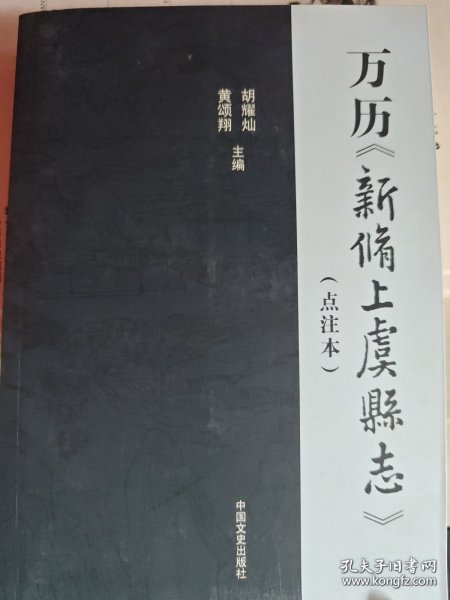 万历《新脩上虞縣志》
（点注本）
胡耀灿
黄颂翔
主编
中国文史出版社
孔夫子旧书网
www.kongfz.com